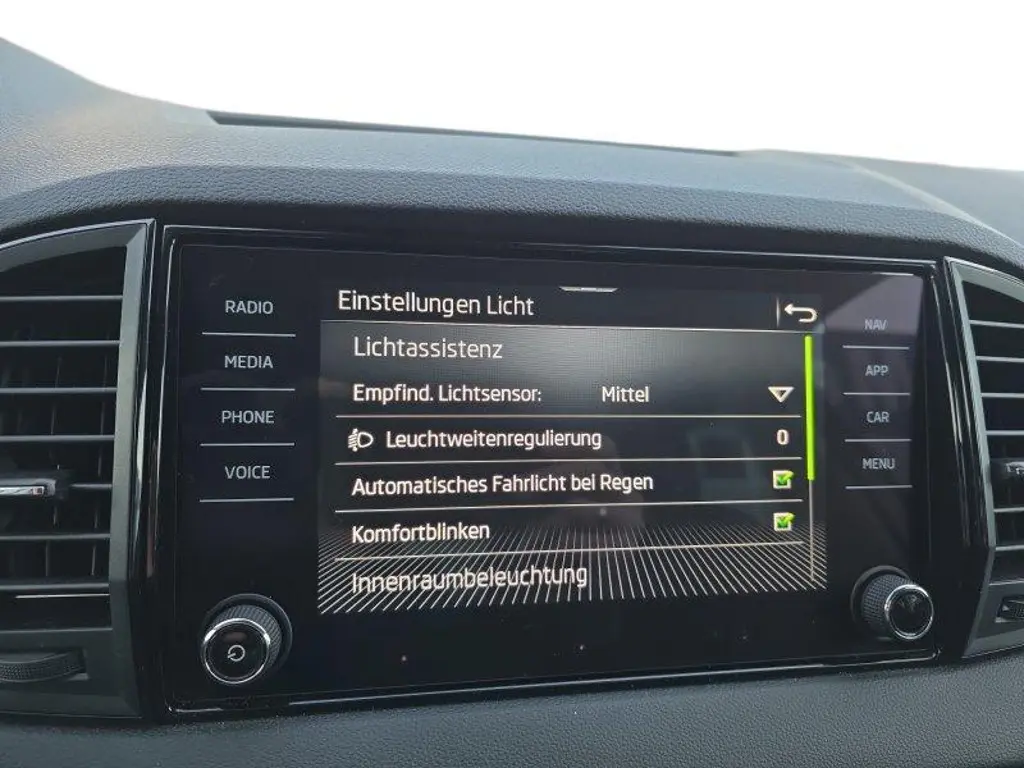 RADIO
MEDIA
PHONE
VOICE
Einstellungen Licht
Lichtassistenz
Empfind. Lichtsensor: Mittel
Leuchtweitenregulierung 0
Automatisches Fahrlicht bei Regen
Komfortblinken
Innenraumbeleuchtung
NAV
APP
CAR
MENU